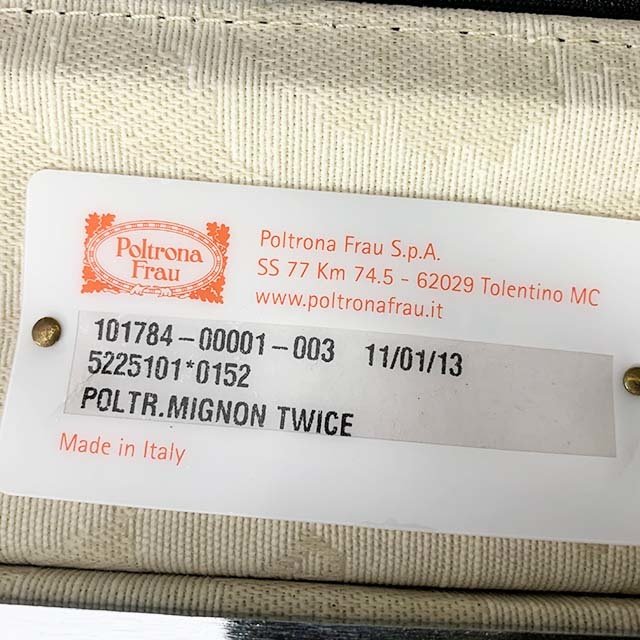 Poltrona
Frau
Poltrona Frau S.p.A.
SS 77 Km 74.5 - 62029 Tolentino MC
www.poltronafrau.it
101784-00001-003 11/01/13
5225101*0152
POLTR.MIGNON TWICE
Made in Italy